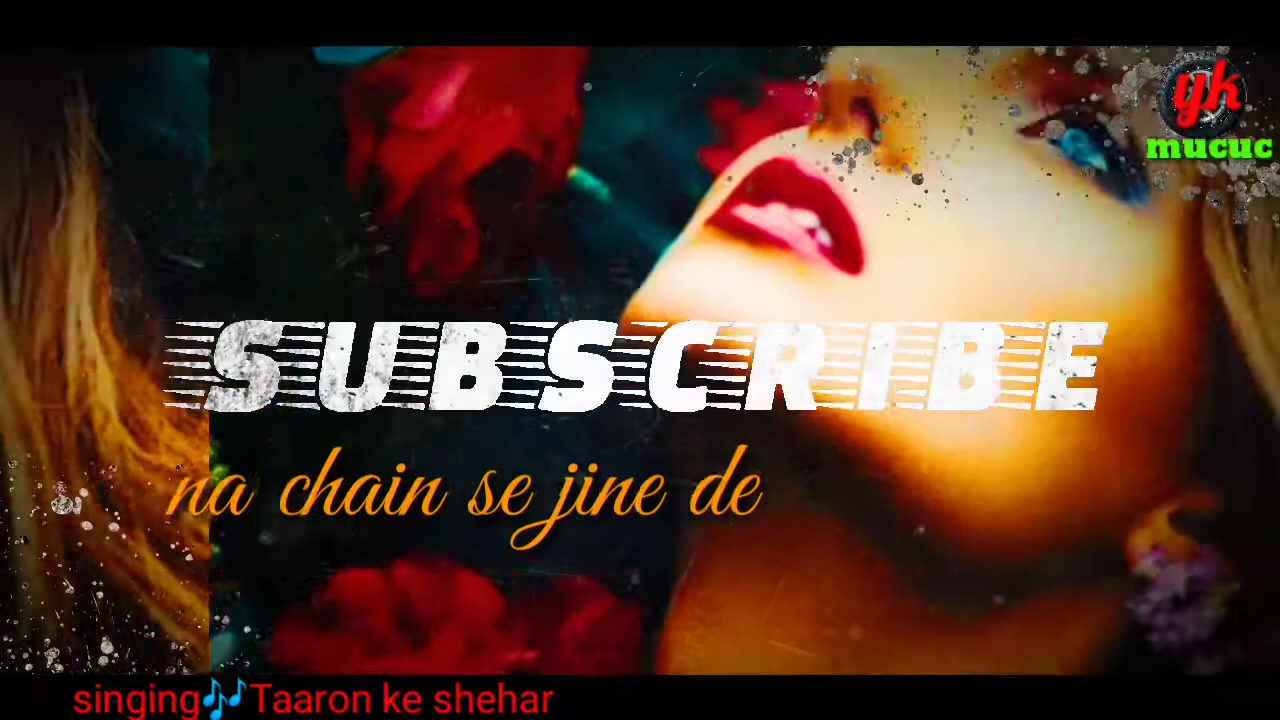 yk
mucuc
SUBSCRIBE
na chain se jine de
singing🎶Taaron ke shehar